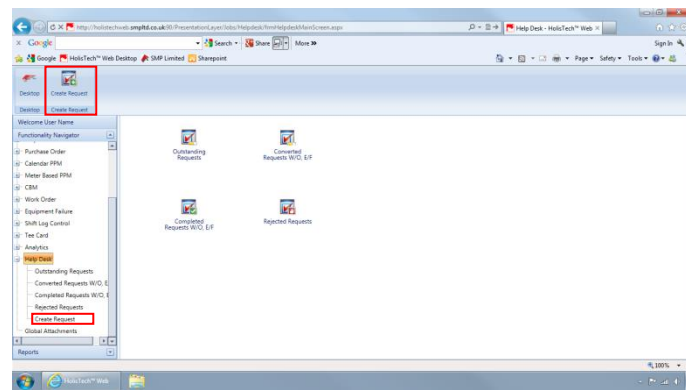 http://holistechweb.smpltd.co.uk:90/PresentationLayer/Jobs/Helpdesk/frmHelpdeskMainScreen.aspx
Help Desk - HolisTech™ Web
Google
Search
Share
More »
Sign In
Google
HolisTech™ Web Desktop
SMP Limited
Sharepoint
Page
Safety
Tools
Desktop
Create Request
Desktop
Create Request
Welcome User Name
Functionality Navigator
Purchase Order
Calendar PPM
Meter Based PPM
CBM
Work Order
Equipment Failure
Shift Log Control
Tee Card
Analytics
Help Desk
Outstanding Requests
Converted Requests W/O, E
Completed Requests W/O, E
Rejected Requests
Create Request
Global Attachments
Reports
Outstanding
Requests
Converted
Requests W/O, E/F
Completed
Requests W/O, E/F
Rejected Requests
100%
HolisTech™ Web